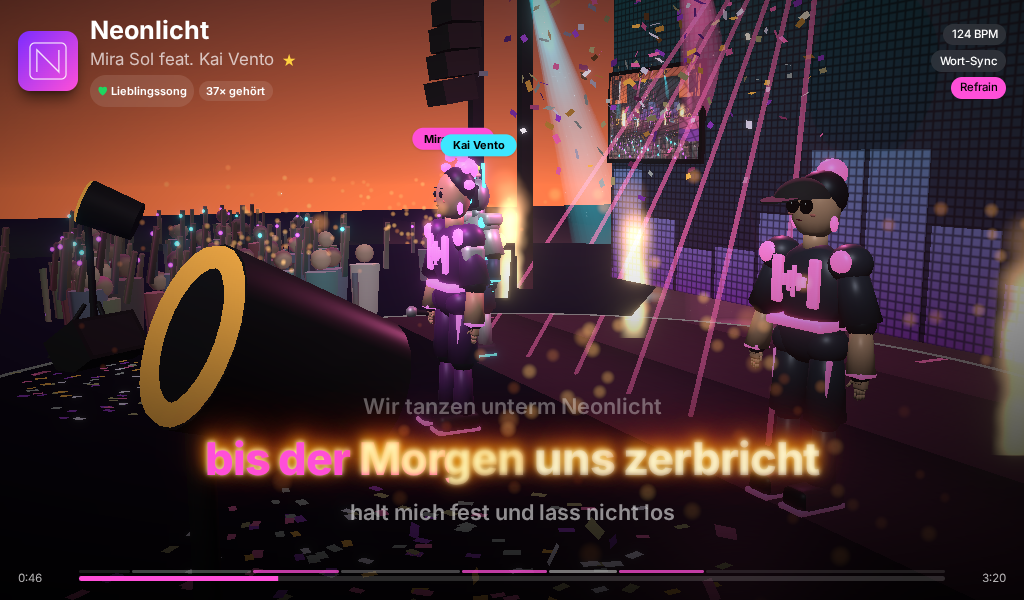 Neonlicht
Mira Sol feat. Kai Vento ★
Lieblingssong
37× gehört
124 BPM
Wort-Sync
Refrain
N
Kai Vento
Wir tanzen unterm Neonlicht
bis der Morgen uns zerbricht
halt mich fest und lass nicht los
0:46
3:20